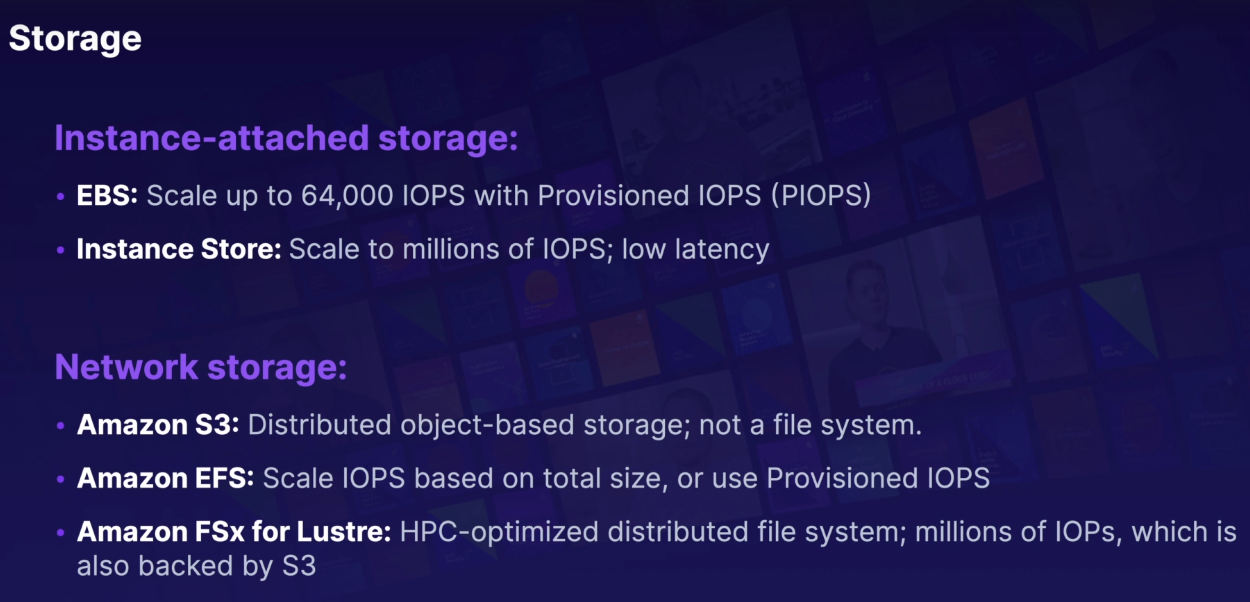 Storage
Instance-attached storage:
• EBS: Scale up to 64,000 IOPS with Provisioned IOPS (PIOPS)
• Instance Store: Scale to millions of IOPS; low latency
Network storage:
• Amazon S3: Distributed object-based storage; not a file system.
• Amazon EFS: Scale IOPS based on total size, or use Provisioned IOPS
• Amazon FSx for Lustre: HPC-optimized distributed file system; millions of IOPs, which is
also backed by S3